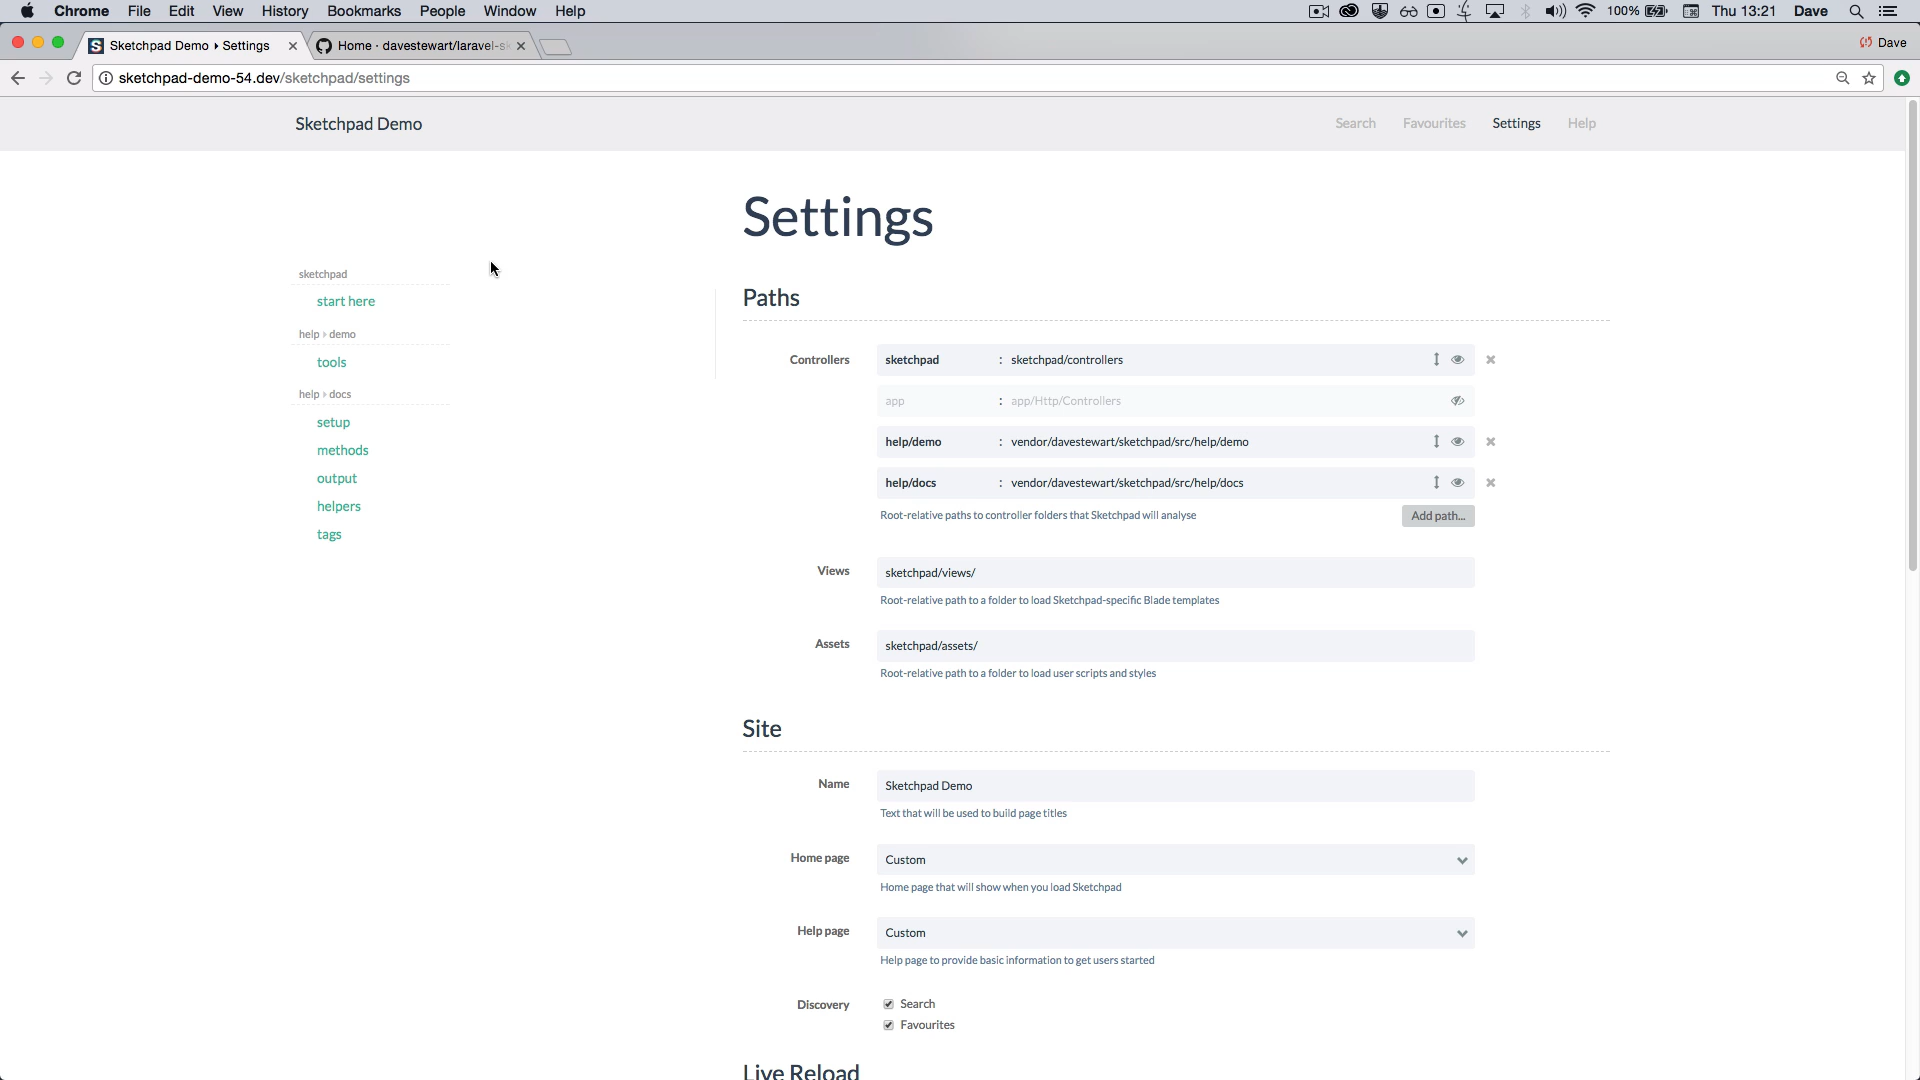 Chrome File Edit View History Bookmarks People Window Help 100% Thu 13:21 Dave
Sketchpad Demo ▸ Settings
Home · davestewart/laravel-sk
Dave
sketchpad-demo-54.dev/sketchpad/settings
Sketchpad Demo
Search Favourites Settings Help
Settings
sketchpad
start here
help ▸ demo
tools
help ▸ docs
setup
methods
output
helpers
tags
Paths
Controllers
sketchpad : sketchpad/controllers
app : app/Http/Controllers
help/demo : vendor/davestewart/sketchpad/src/help/demo
help/docs : vendor/davestewart/sketchpad/src/help/docs
Root-relative paths to controller folders that Sketchpad will analyse
Add path...
Views
sketchpad/views/
Root-relative path to a folder to load Sketchpad-specific Blade templates
Assets
sketchpad/assets/
Root-relative path to a folder to load user scripts and styles
Site
Name
Sketchpad Demo
Text that will be used to build page titles
Home page
Custom
Home page that will show when you load Sketchpad
Help page
Custom
Help page to provide basic information to get users started
Discovery
Search
Favourites
Live Reload